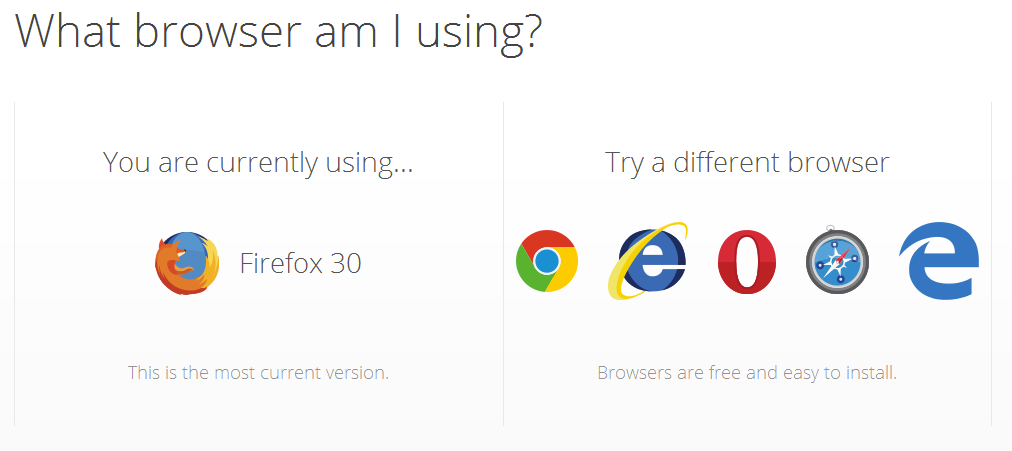 What browser am I using?
You are currently using...
Firefox 30
This is the most current version.
Try a different browser
Browsers are free and easy to install.